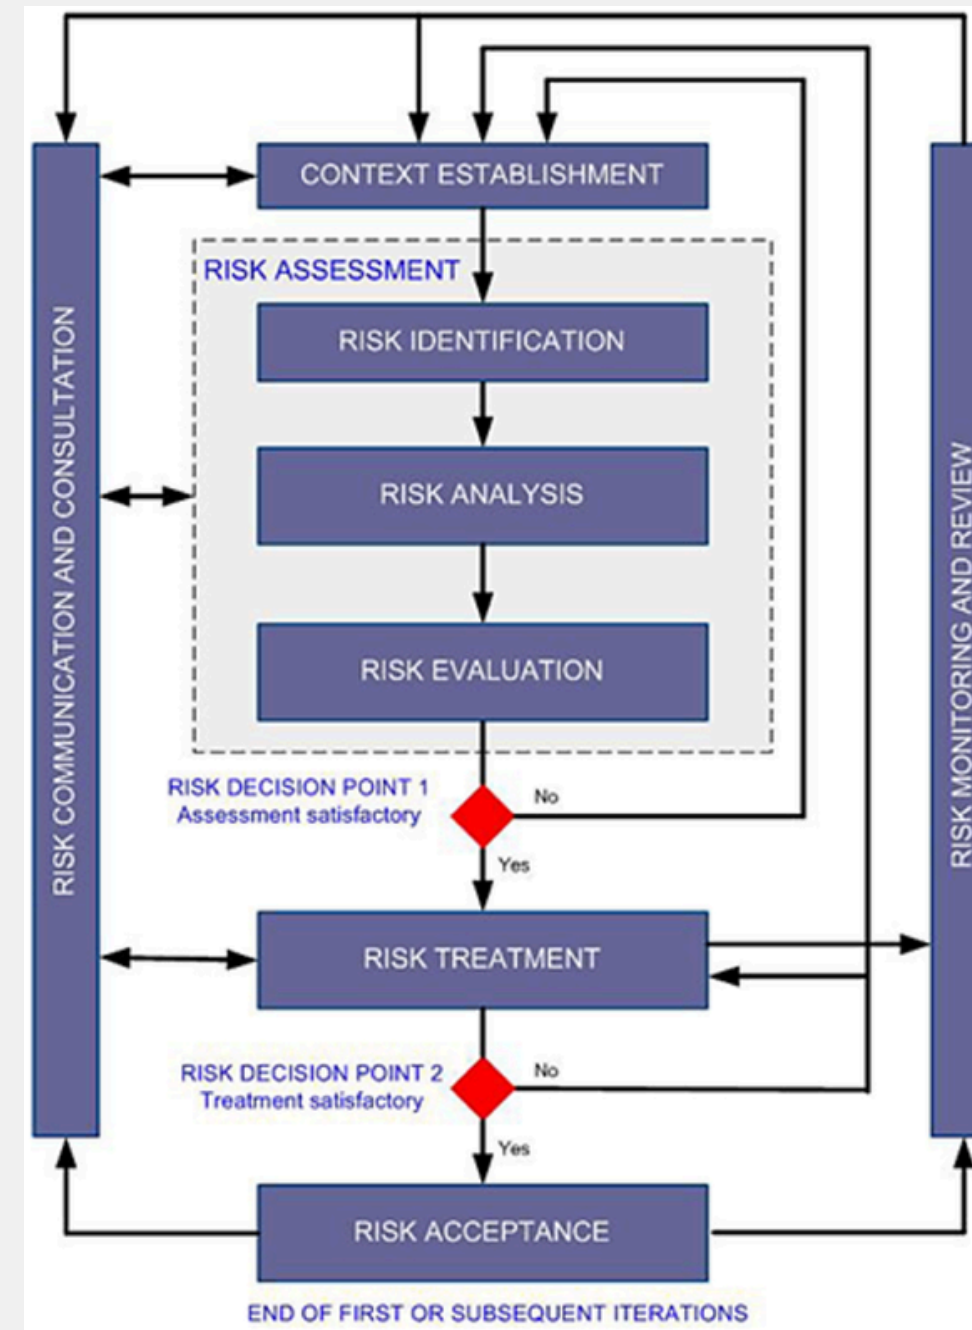 CONTEXT ESTABLISHMENT
RISK ASSESSMENT
RISK IDENTIFICATION
RISK ANALYSIS
RISK EVALUATION
RISK COMMUNICATION AND CONSULTATION
RISK MONITORING AND REVIEW
RISK DECISION POINT 1
Assessment satisfactory
No
Yes
RISK TREATMENT
RISK DECISION POINT 2
Treatment satisfactory
No
Yes
RISK ACCEPTANCE
END OF FIRST OR SUBSEQUENT ITERATIONS